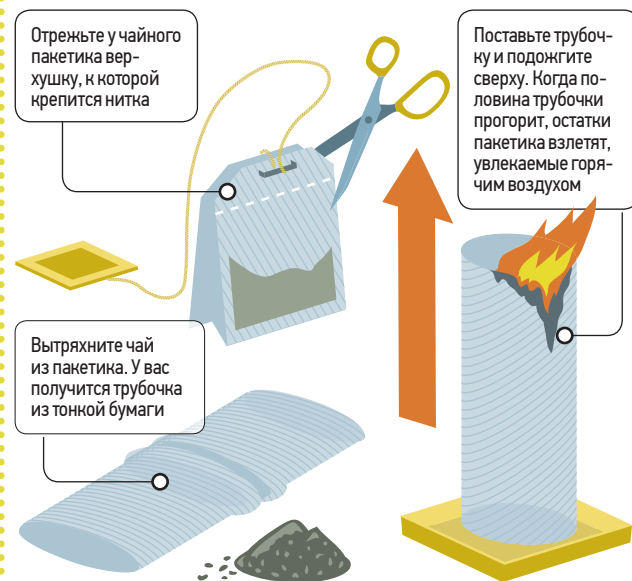 Отрежьте у чайного
пакетика вер-
хушку, к которой
крепится нитка
Вытряхните чай
из пакетика. У вас
получится трубочка
из тонкой бумаги
Поставьте трубоч-
ку и подожгите
сверху. Когда по-
ловина трубочки
прогорит, остатки
пакетика взлетят,
увлекаемые горя-
чим воздухом